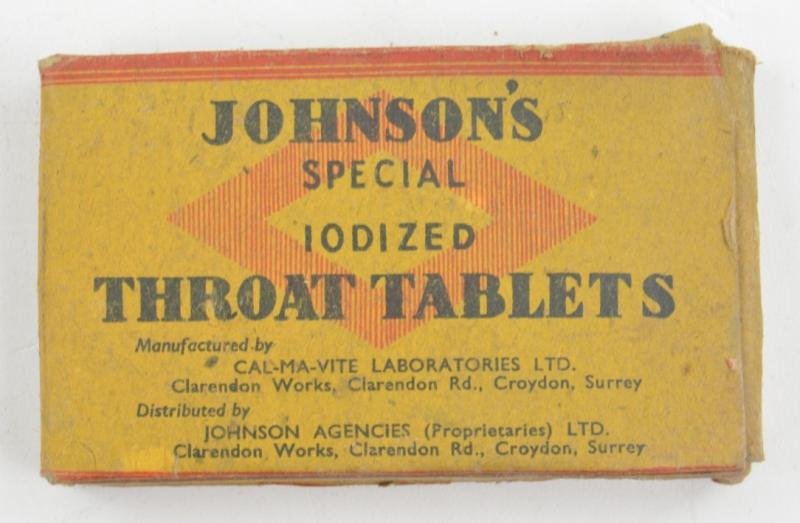 JOHNSON'S
SPECIAL
IODIZED
THROAT TABLETS
Manufactured by
CAL-MA-VITE LABORATORIES LTD.
Clarendon Works, Clarendon Rd., Croydon, Surrey
Distributed by
JOHNSON AGENCIES (Proprietaries) LTD.
Clarendon Works, Clarendon Rd., Croydon, Surrey